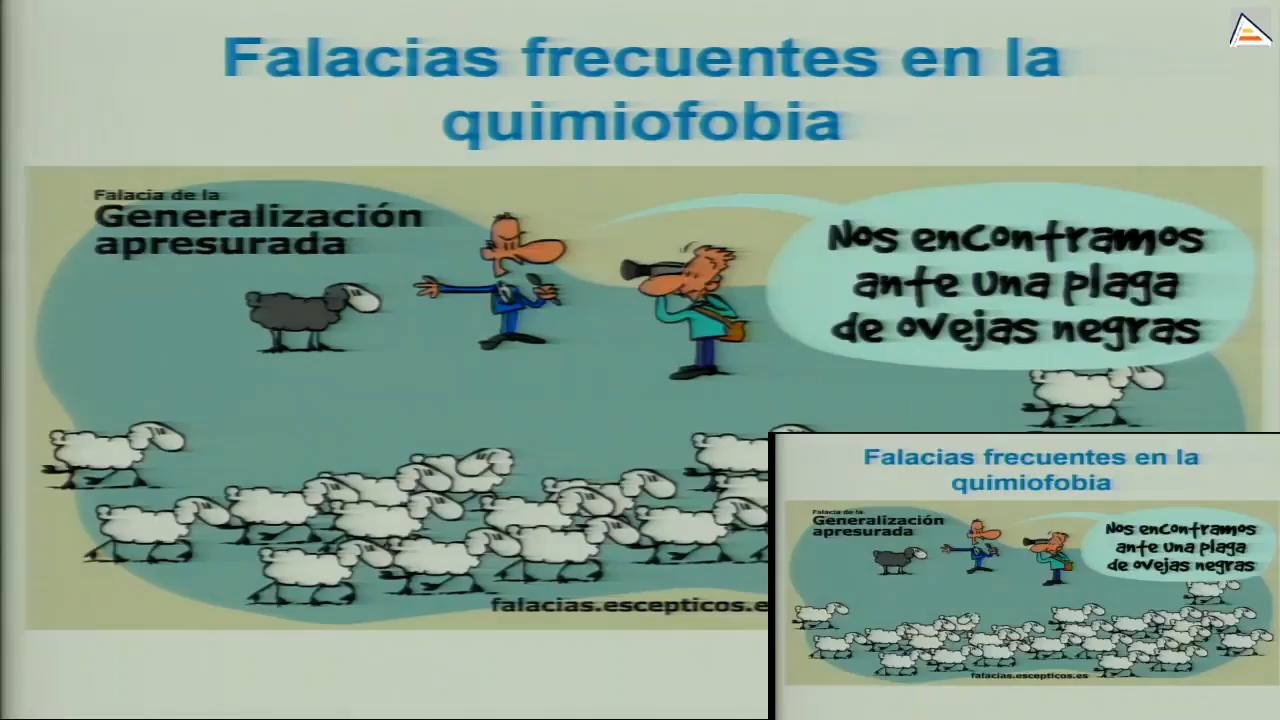 Falacias frecuentes en la
quimiofobia
Falacia de la
Generalización
apresurada
Nos encontramos
ante una plaga
de ovejas negras
falacias.escepticos.e
Falacias frecuentes en la
quimiofobia
Falacia de la
Generalización
apresurada
Nos encontramos
ante una plaga
de ovejas negras
falacias.escepticos.es